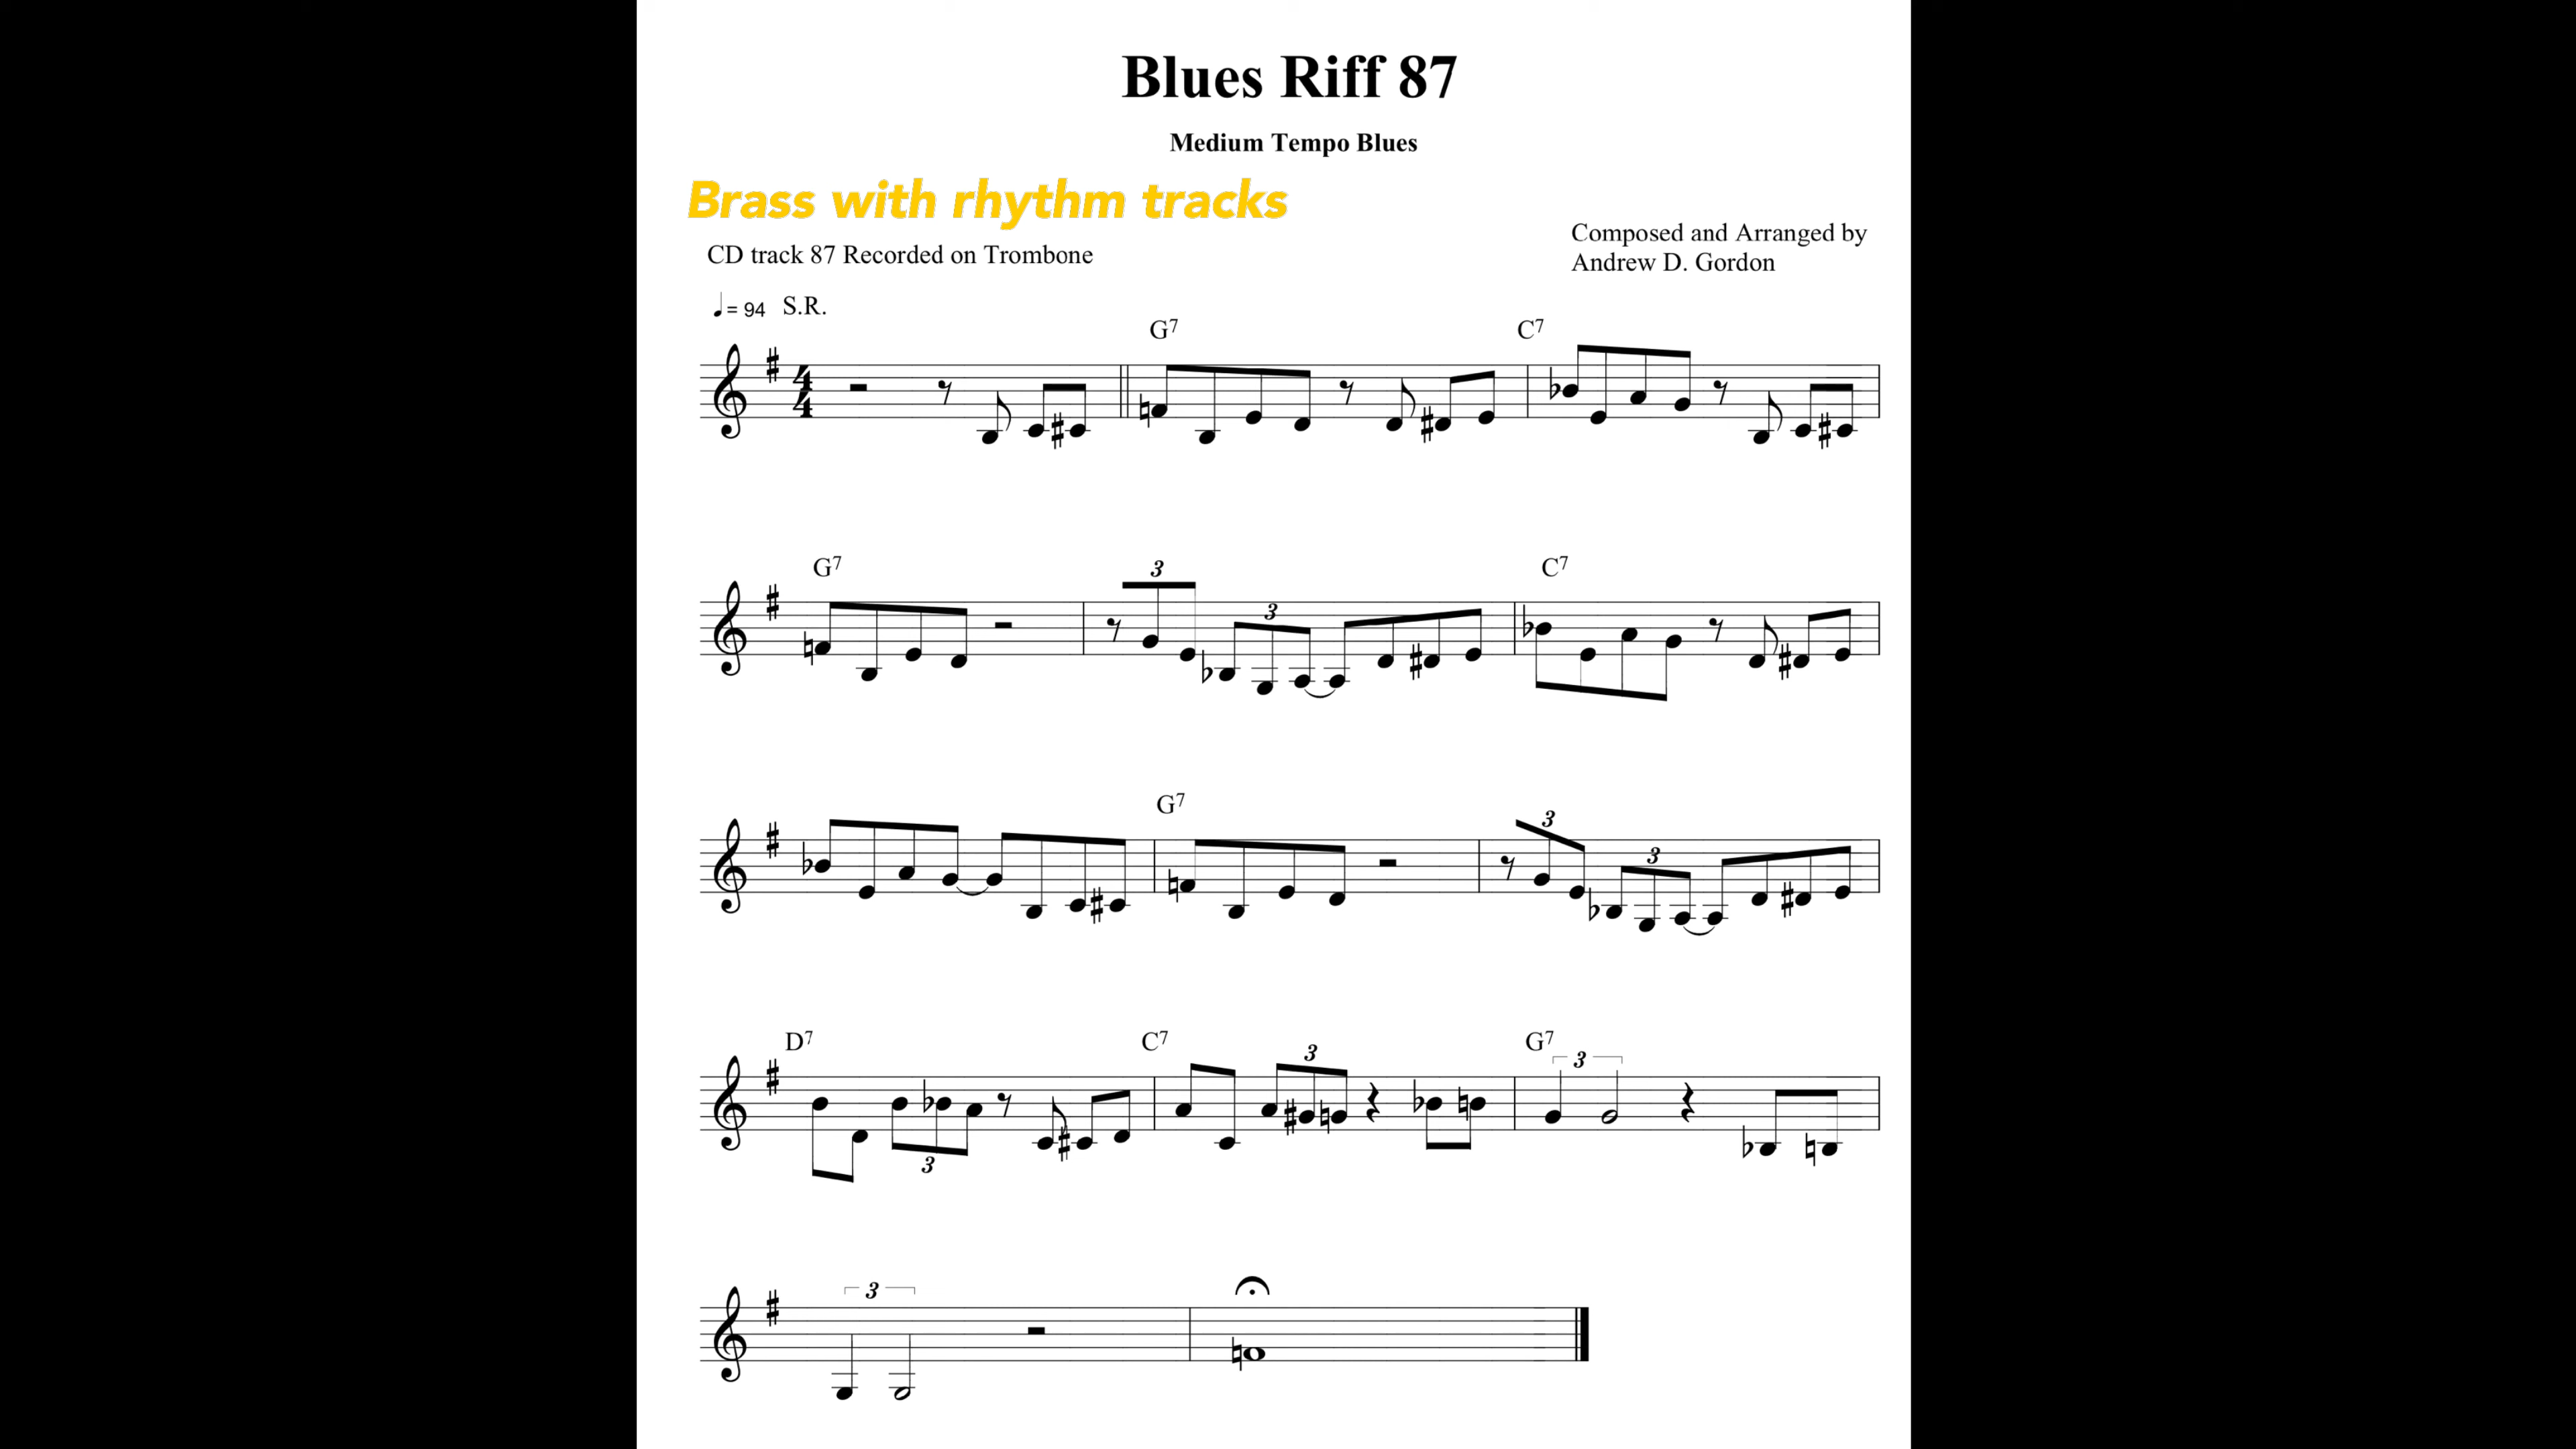 Blues Riff 87
Medium Tempo Blues
Brass with rhythm tracks
Composed and Arranged by
CD track 87 Recorded on Trombone
Andrew D. Gordon
♩= 94 S.R.
G7 C7
4
4
G7 3 3 C7
G7 3 3
D7 3 C7 3 G7 3
3